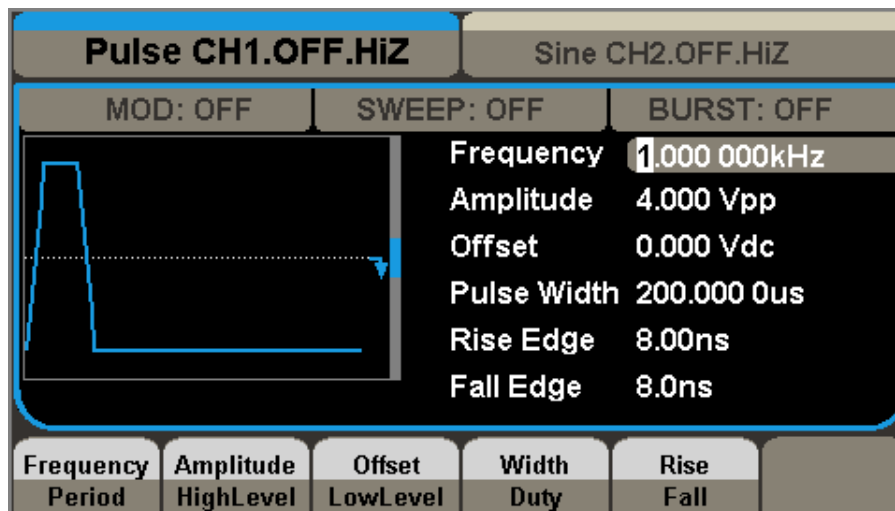 Pulse CH1.OFF.HiZ
Sine CH2.OFF.HiZ
MOD: OFF
SWEEP: OFF
BURST: OFF
Frequency 1.000 000kHz
Amplitude 4.000 Vpp
Offset 0.000 Vdc
Pulse Width 200.000 0us
Rise Edge 8.00ns
Fall Edge 8.0ns
Frequency Amplitude Offset Width Rise
Period HighLevel LowLevel Duty Fall